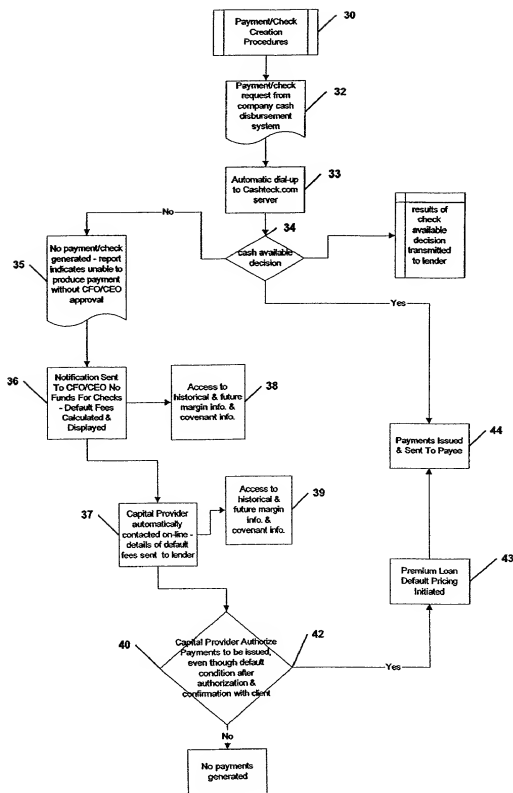 Payment/Check
Creation
Procedures
30
Payment/check
request from
company cash
disbursement
system
32
Automatic dial-up
to Cashteck.com
server
33
No
34
cash available
decision
results of
check
available
decision
transmitted
to lender
35
No payment/check
generated - report
indicates unable to
produce payment
without CFO/CEO
approval
Yes
36
Notification Sent
To CFO/CEO No
Funds For Checks
- Default Fees
Calculated &
Displayed
Access to
historical &
future margin
info. & covenant
info.
38
Payments Issued
& Sent To Payee
44
37
Capital Provider
automatically
contacted on-line -
details of default
fees sent to lender
Access to
historical &
future margin
info. &
covenant info.
39
Premium Loan
Default Pricing
Initiated
43
40
Capital Provider Authorize
Payments to be issued,
even though default
condition after
authorization &
confirmation with client
42
Yes
No
No payments
generated